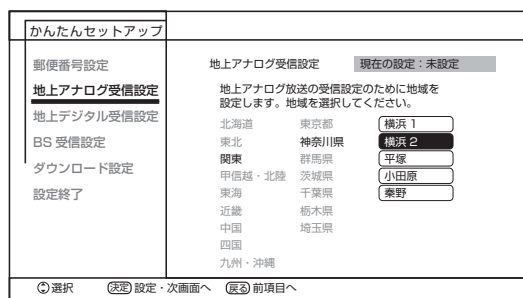 かんたんセットアップ
郵便番号設定
地上アナログ受信設定
地上デジタル受信設定
BS 受信設定
ダウンロード設定
設定終了
地上アナログ受信設定 現在の設定：未設定
地上アナログ放送の受信設定のために地域を
設定します。地域を選択してください。
北海道 東京都 横浜 1
東北 神奈川県 横浜 2
関東 群馬県 平塚
甲信越・北陸 茨城県 小田原
東海 千葉県 秦野
近畿 栃木県
中国 埼玉県
四国
九州・沖縄
選択 決定 設定・次画面へ 戻る 前項目へ